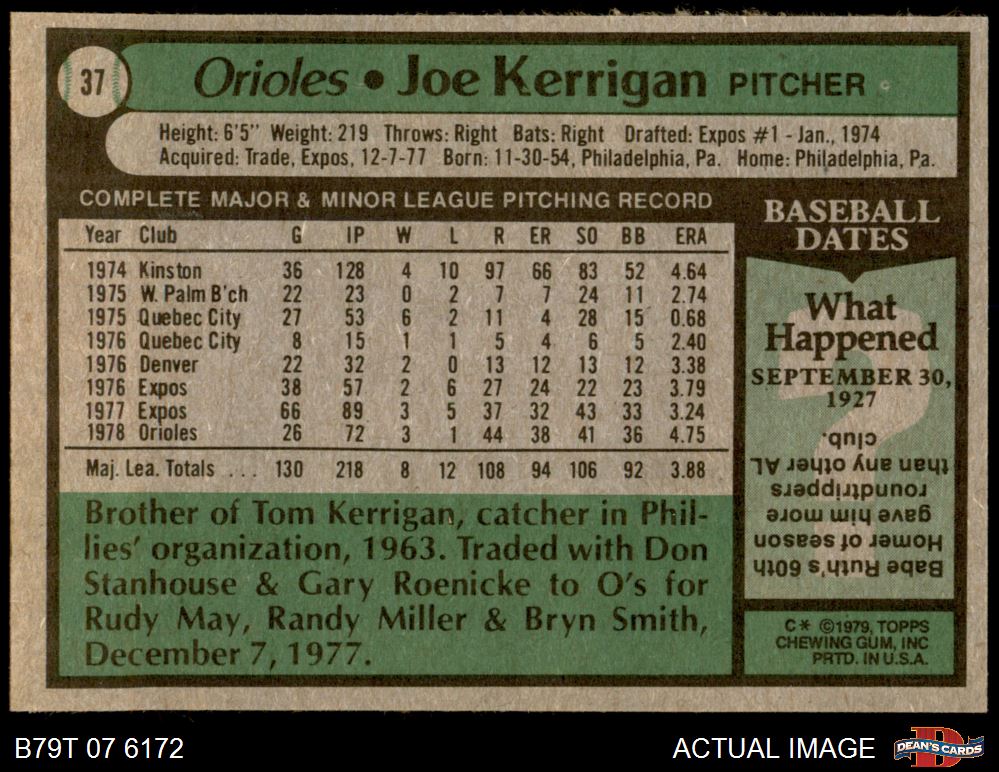 37
Orioles • Joe Kerrigan PITCHER
Height: 6'5" Weight: 219 Throws: Right Bats: Right Drafted: Expos #1 - Jan., 1974
Acquired: Trade, Expos, 12-7-77 Born: 11-30-54, Philadelphia, Pa. Home: Philadelphia, Pa.
COMPLETE MAJOR & MINOR LEAGUE PITCHING RECORD
Year Club G IP W L R ER SO BB ERA
1974 Kinston 36 128 4 10 97 66 83 52 4.64
1975 W. Palm B'ch 22 23 0 2 7 7 24 11 2.74
1975 Quebec City 27 53 6 2 11 4 28 15 0.68
1976 Quebec City 8 15 1 1 5 4 6 5 2.40
1976 Denver 22 32 2 0 13 12 13 12 3.38
1976 Expos 38 57 2 6 27 24 22 23 3.79
1977 Expos 66 89 3 5 37 32 43 33 3.24
1978 Orioles 26 72 3 1 44 38 41 36 4.75
Maj. Lea. Totals ... 130 218 8 12 108 94 106 92 3.88
Brother of Tom Kerrigan, catcher in Phil-
lies' organization, 1963. Traded with Don
Stanhouse & Gary Roenicke to O's for
Rudy May, Randy Miller & Bryn Smith,
December 7, 1977.
BASEBALL
DATES
What
Happened
SEPTEMBER 30,
1927
Babe Ruth's 60th
Homer of season
gave him more
roundtrippers
than any other AL
club.
C* ©1979, TOPPS
CHEWING GUM, INC
PRTD. IN U.S.A.
B79T 07 6172
ACTUAL IMAGE
DEAN'S CARDS